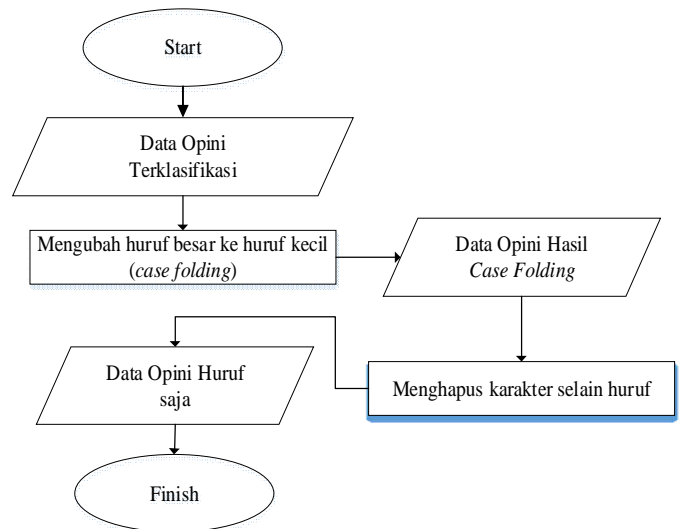 Start
Data Opini
Terklasifikasi
Mengubah huruf besar ke huruf kecil
(case folding)
Data Opini Hasil
Case Folding
Menghapus karakter selain huruf
Data Opini Huruf
saja
Finish